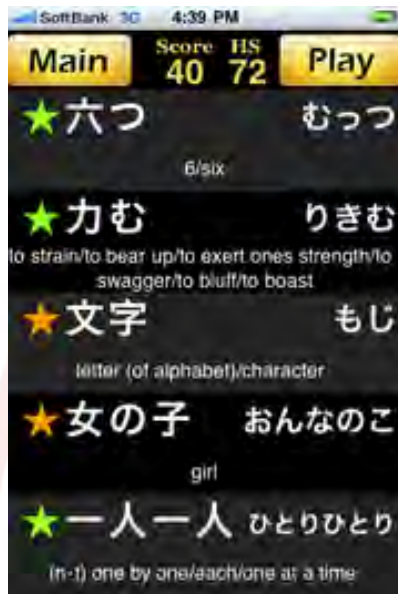 SoftBank 3G 4:39 PM
Main Score HS Play
40 72
六つ むっつ
6/six
力む りきむ
to strain/to bear up/to exert ones strength/to
swagger/to bluff/to boast
文字 もじ
letter (of alphabet)/character
女の子 おんなのこ
girl
一人一人 ひとりひとり
(n-t) one by one/each/one at a time